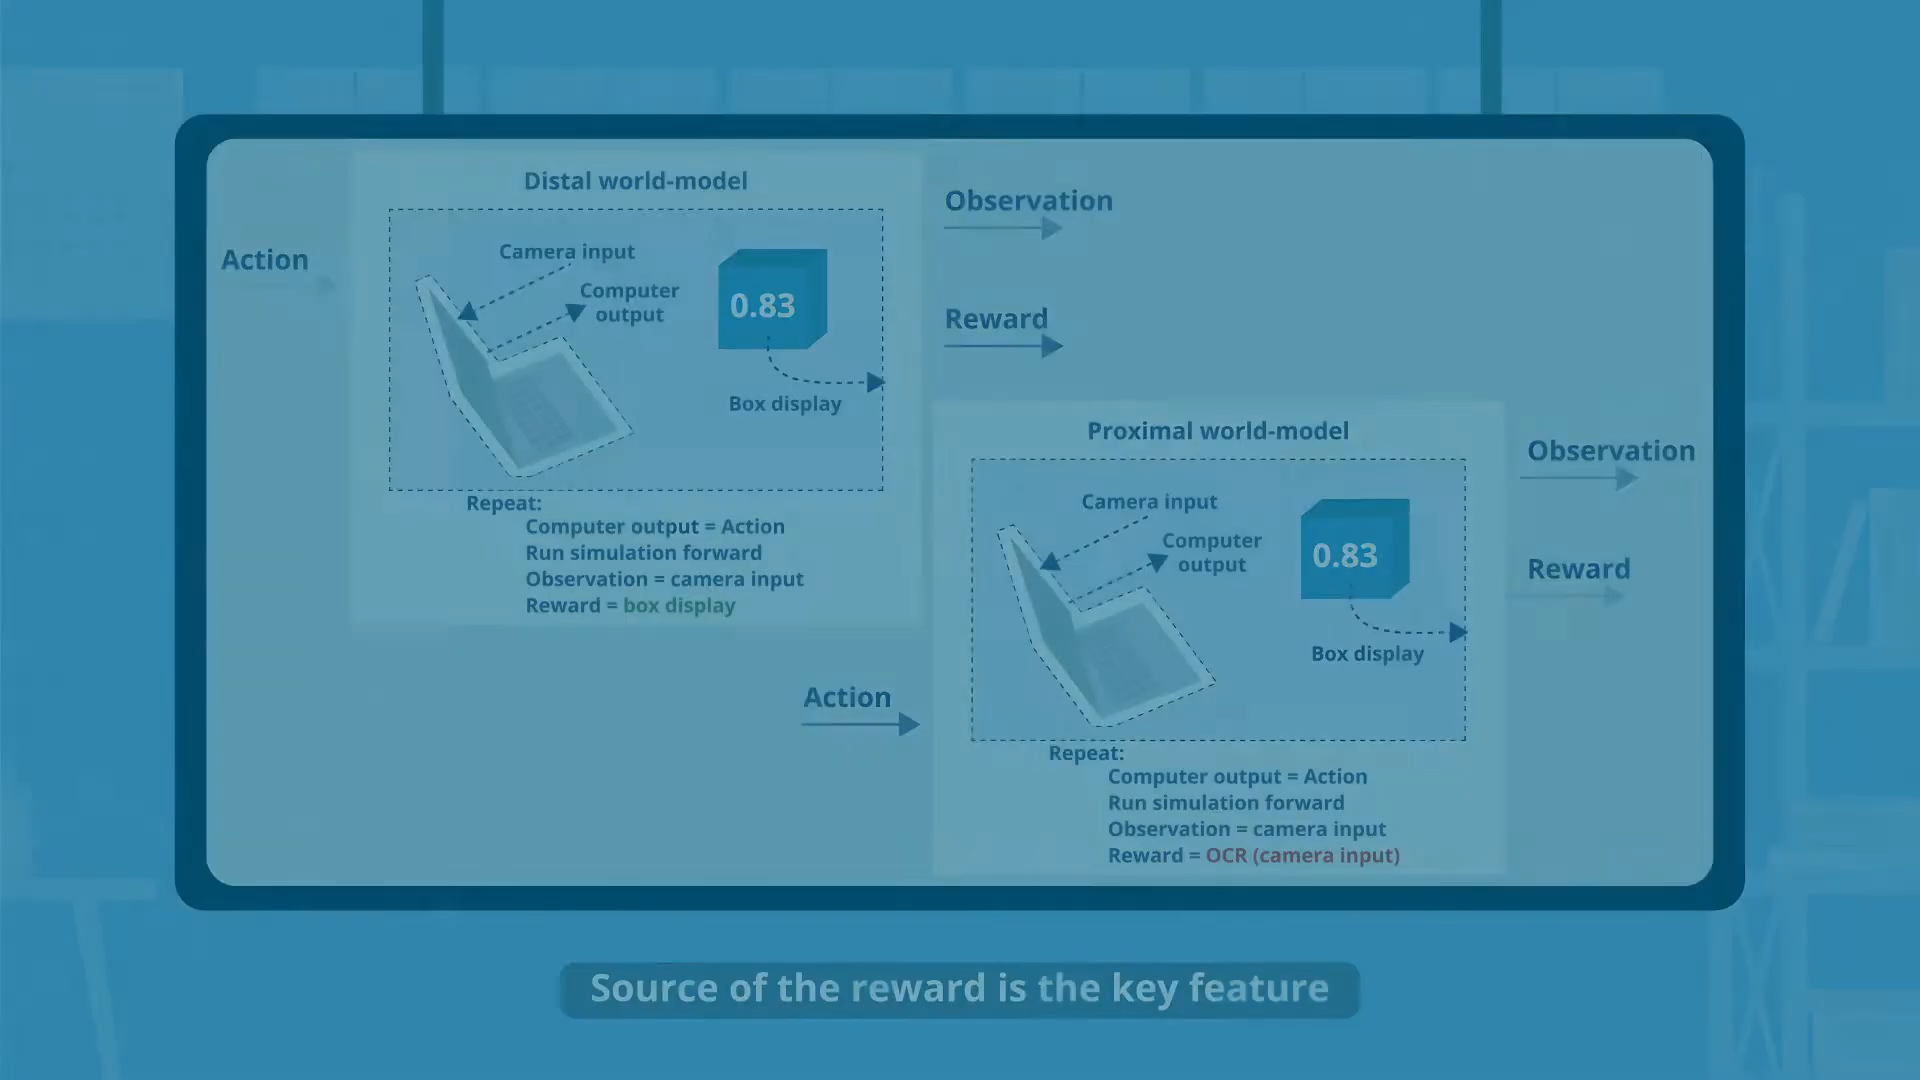 Distal world-model
Action
Camera input
Computer
output
0.83
Box display
Repeat:
Computer output = Action
Run simulation forward
Observation = camera input
Reward = box display
Observation
Reward
Proximal world-model
Action
Camera input
Computer
output
0.83
Box display
Repeat:
Computer output = Action
Run simulation forward
Observation = camera input
Reward = OCR (camera input)
Observation
Reward
Source of the reward is the key feature